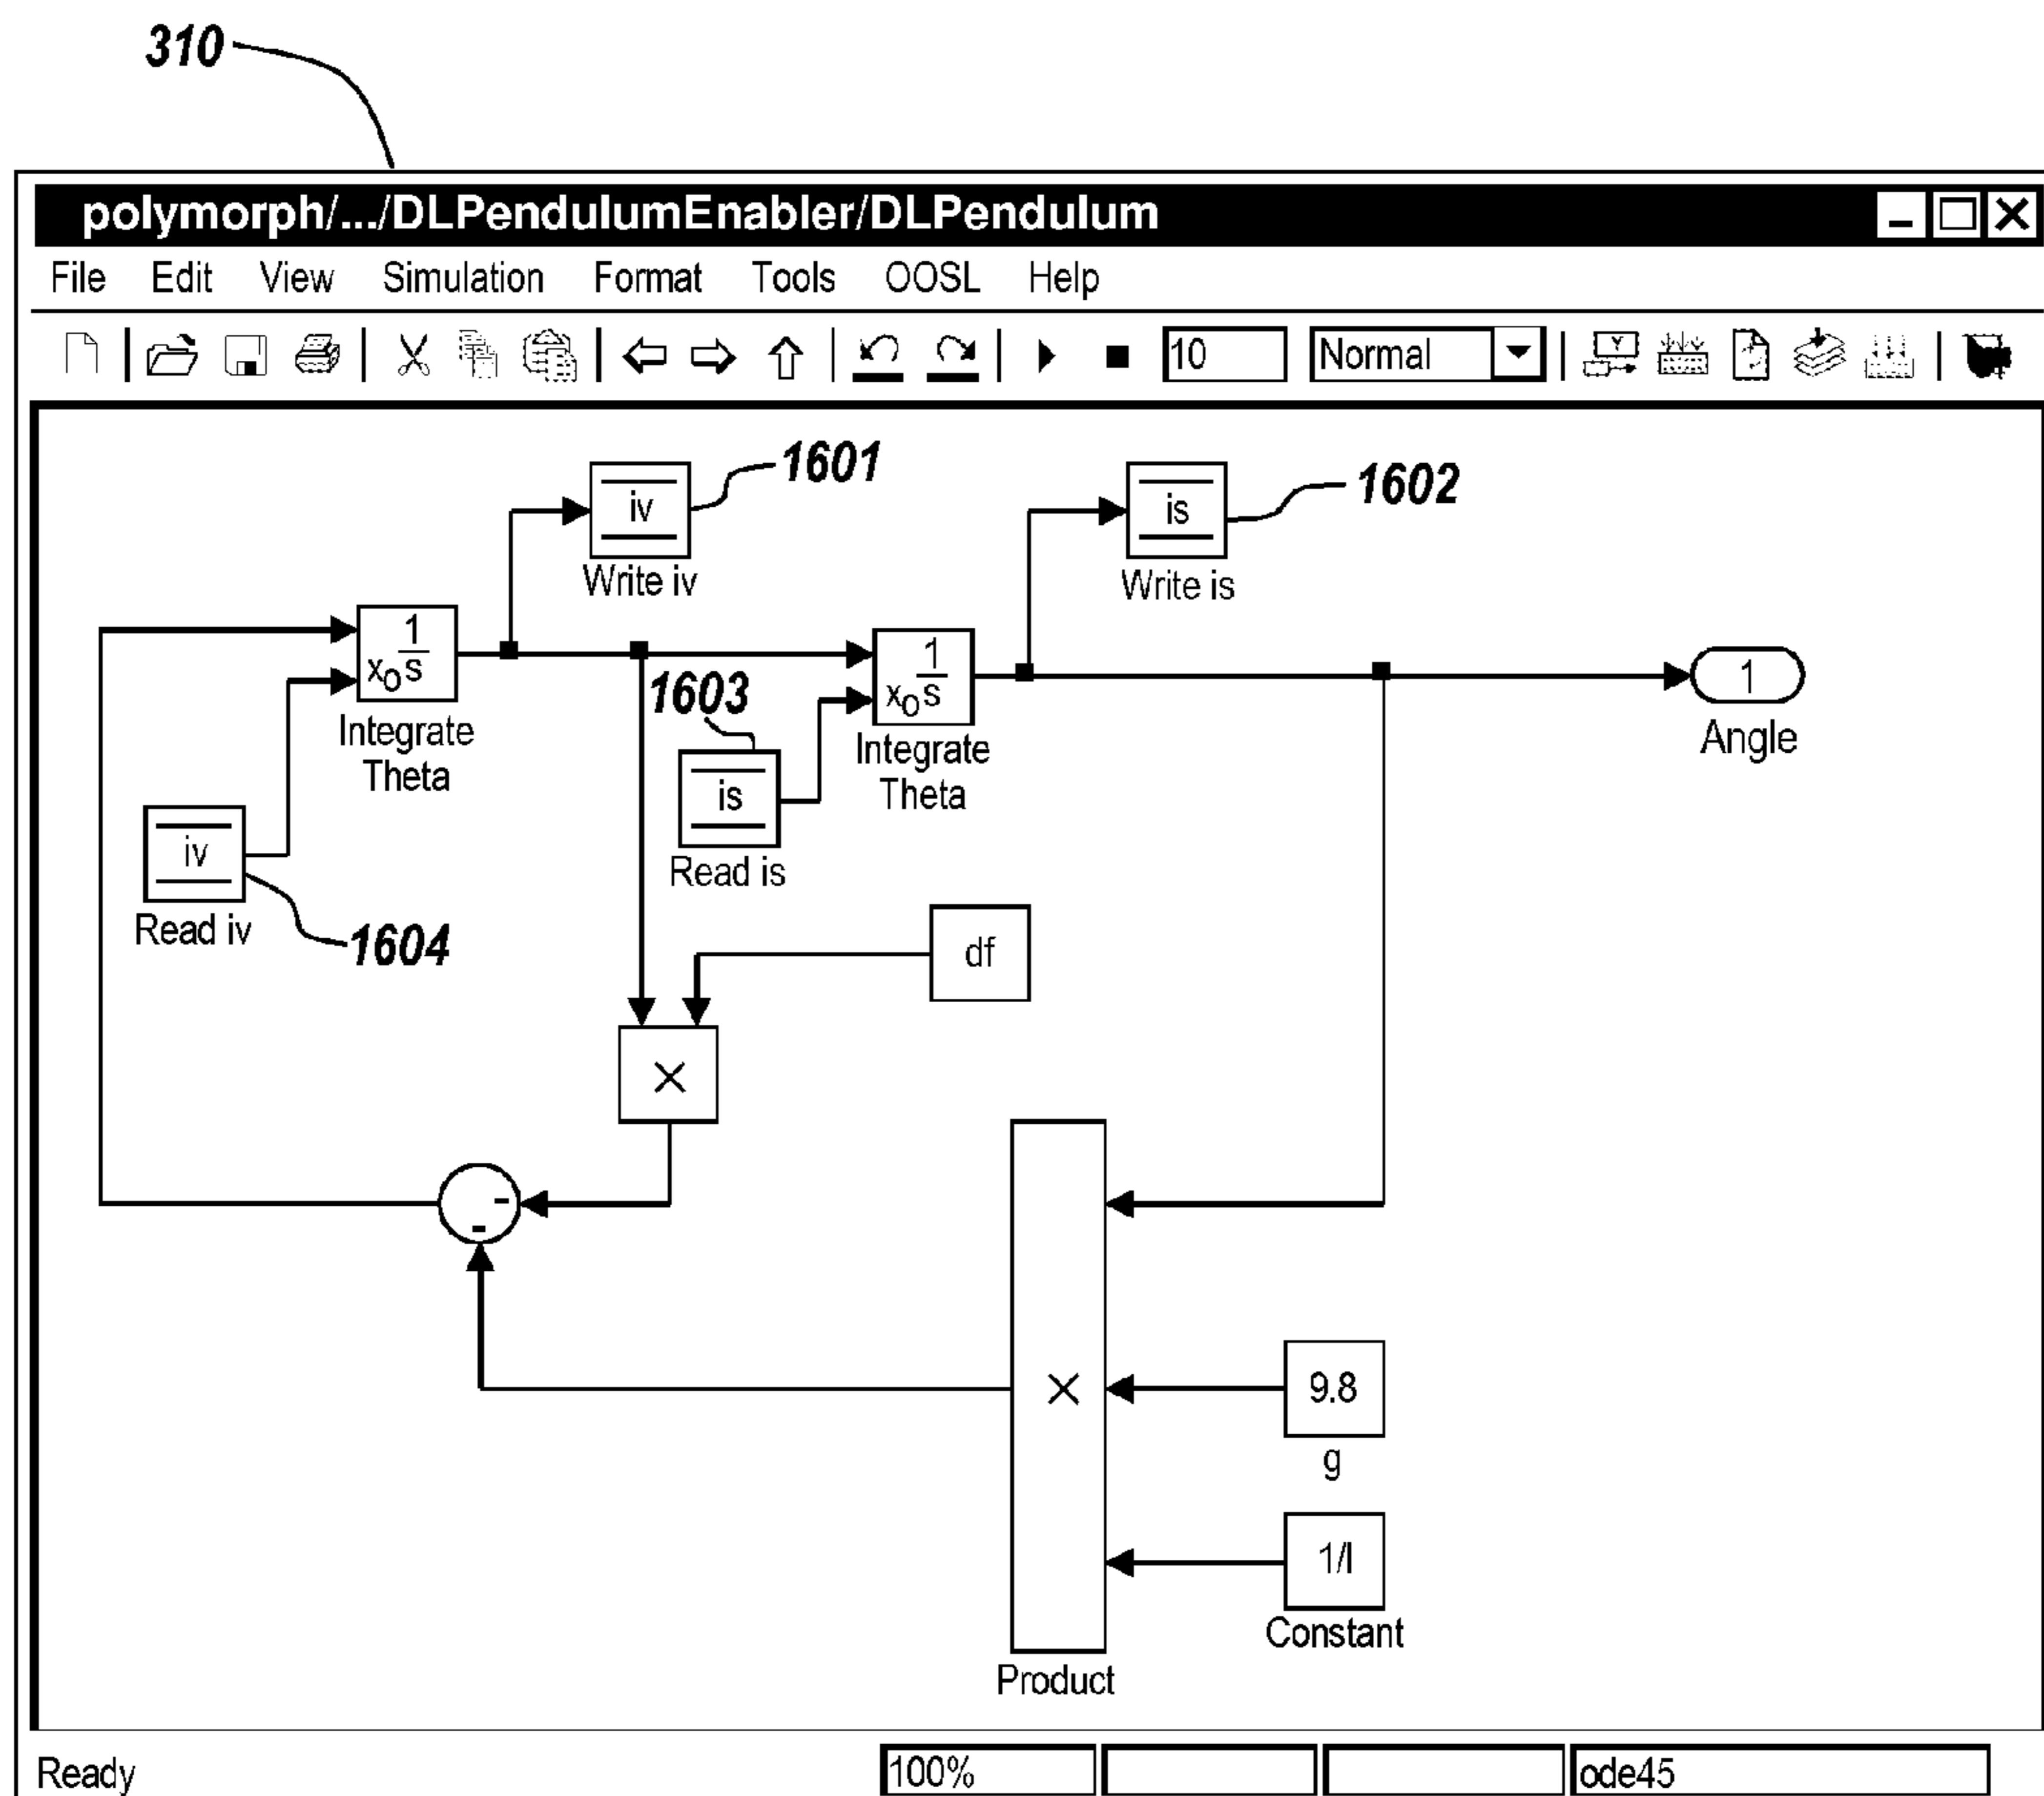 310
polymorph/.../DLPendulumEnabler/DLPendulum
File Edit View Simulation Format Tools OOSL Help
10 Normal
iv
1601
Write iv
is
1602
Write is
1
x₀ s
Integrate
Theta
1603
1
x₀ s
Integrate
Theta
1
Angle
is
Read is
iv
Read iv
1604
df
×
-
-
×
9.8
g
1/l
Constant
Product
Ready 100% ode45